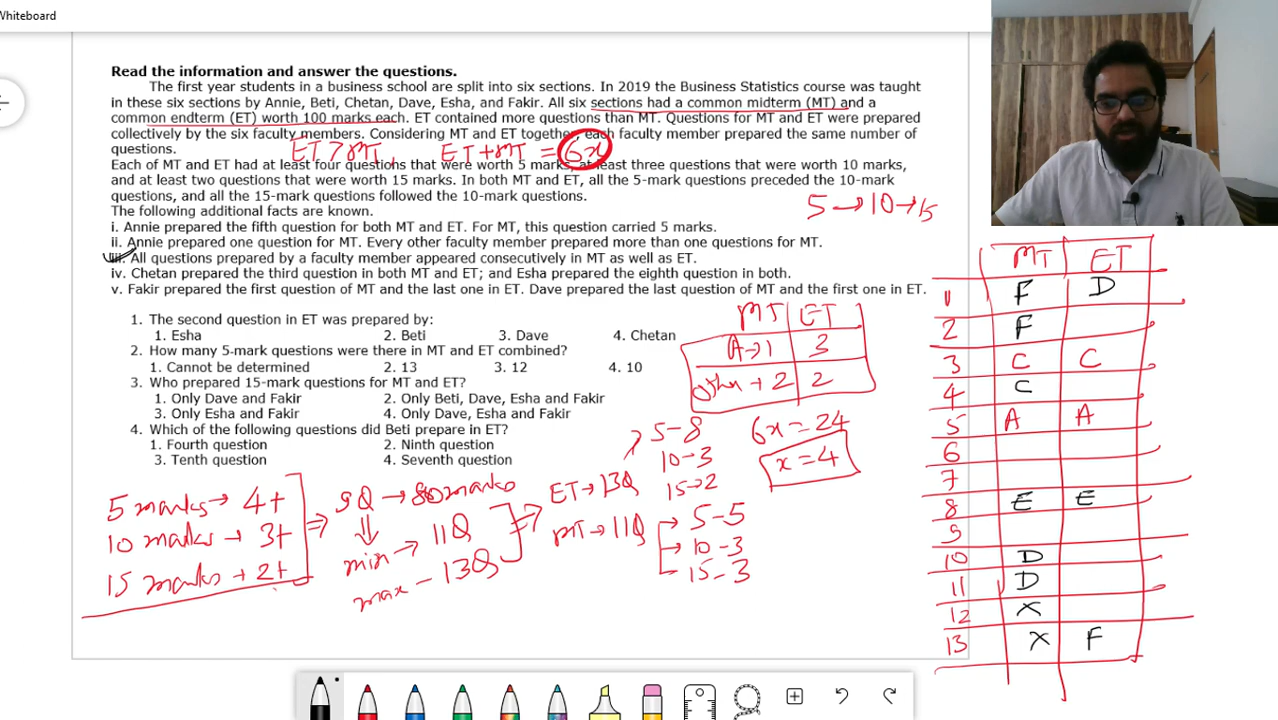 Whiteboard
Read the information and answer the questions.
The first year students in a business school are split into six sections. In 2019 the Business Statistics course was taught
in these six sections by Annie, Beti, Chetan, Dave, Esha, and Fakir. All six sections had a common midterm (MT) and a
common endterm (ET) worth 100 marks each. ET contained more questions than MT. Questions for MT and ET were prepared
collectively by the six faculty members. Considering MT and ET together, each faculty member prepared the same number of
questions.
ET > MT, ET + MT = 6x
Each of MT and ET had at least four questions that were worth 5 marks, at least three questions that were worth 10 marks,
and at least two questions that were worth 15 marks. In both MT and ET, all the 5-mark questions preceded the 10-mark
questions, and all the 15-mark questions followed the 10-mark questions.
5 → 10 → 15
The following additional facts are known.
i. Annie prepared the fifth question for both MT and ET. For MT, this question carried 5 marks.
ii. Annie prepared one question for MT. Every other faculty member prepared more than one questions for MT.
iii. All questions prepared by a faculty member appeared consecutively in MT as well as ET.
iv. Chetan prepared the third question in both MT and ET; and Esha prepared the eighth question in both.
v. Fakir prepared the first question of MT and the last one in ET. Dave prepared the last question of MT and the first one in ET.
1. The second question in ET was prepared by:
1. Esha 2. Beti 3. Dave 4. Chetan
2. How many 5-mark questions were there in MT and ET combined?
1. Cannot be determined 2. 13 3. 12 4. 10
3. Who prepared 15-mark questions for MT and ET?
1. Only Dave and Fakir 2. Only Beti, Dave, Esha and Fakir
3. Only Esha and Fakir 4. Only Dave, Esha and Fakir
4. Which of the following questions did Beti prepare in ET?
1. Fourth question 2. Ninth question
3. Tenth question 4. Seventh question
MT ET
A → 1 3
other → 2 2
6x = 24
x = 4
5 marks → 4+
10 marks → 3+
15 marks → 2+
⇒ 9Q → 80 marks
min → 11Q
max - 13Q
ET → 13Q
5-8
10-3
15→2
MT → 11Q
5-5
10-3
15-3
MT ET
1 F D
2 F
3 C C
4 C
5 A A
6
7
8 E E
9
10 D
11 D
12 X
13 X F